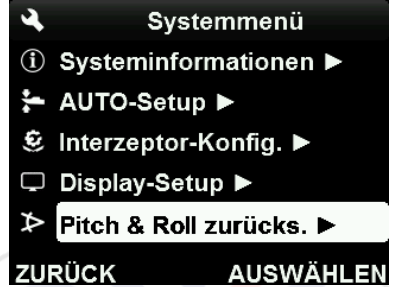 Systemmenü
Systeminformationen ►
AUTO-Setup ►
Interzeptor-Konfig. ►
Display-Setup ►
Pitch & Roll zurücks. ►
ZURÜCK AUSWÄHLEN